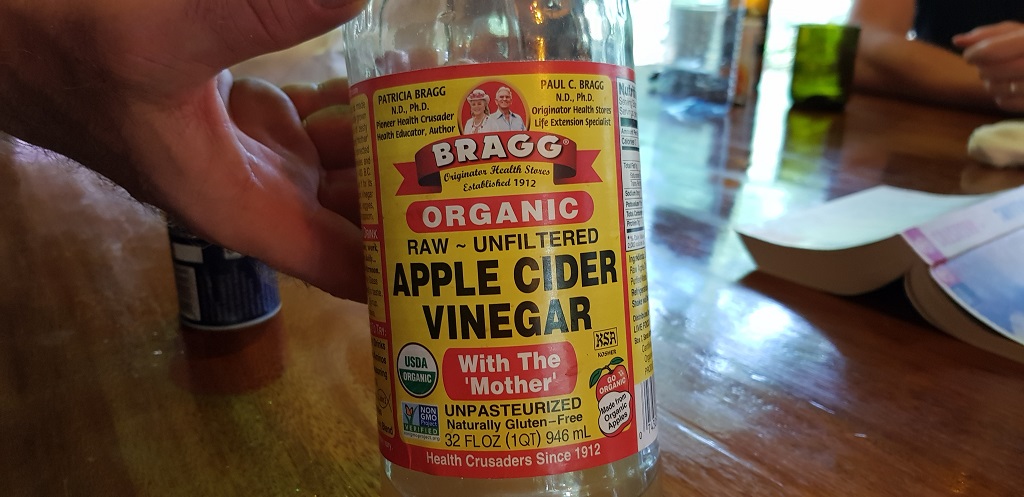 PATRICIA BRAGG
N.D., Ph.D.
Pioneer Health Crusader
Health Educator, Author
PAUL C. BRAGG
N.D., Ph.D.
Originator Health Stores
Life Extension Specialist
BRAGG®
Originator Health Stores
Established 1912
ORGANIC
RAW ~ UNFILTERED
APPLE CIDER
VINEGAR
KSA
KOSHER
USDA
ORGANIC
With The
'Mother'
GO
ORGANIC
Made from
Organic
Apples
NON
GMO
Project
VERIFIED
UNPASTEURIZED
Naturally Gluten-Free
32 FL OZ (1QT) 946 mL
Health Crusaders Since 1912